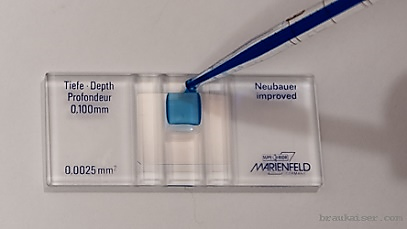 Tiefe · Depth
Profondeur
0,100mm
0,0025mm²
Neubauer
improved
MARIENFELD
braukaiser.com